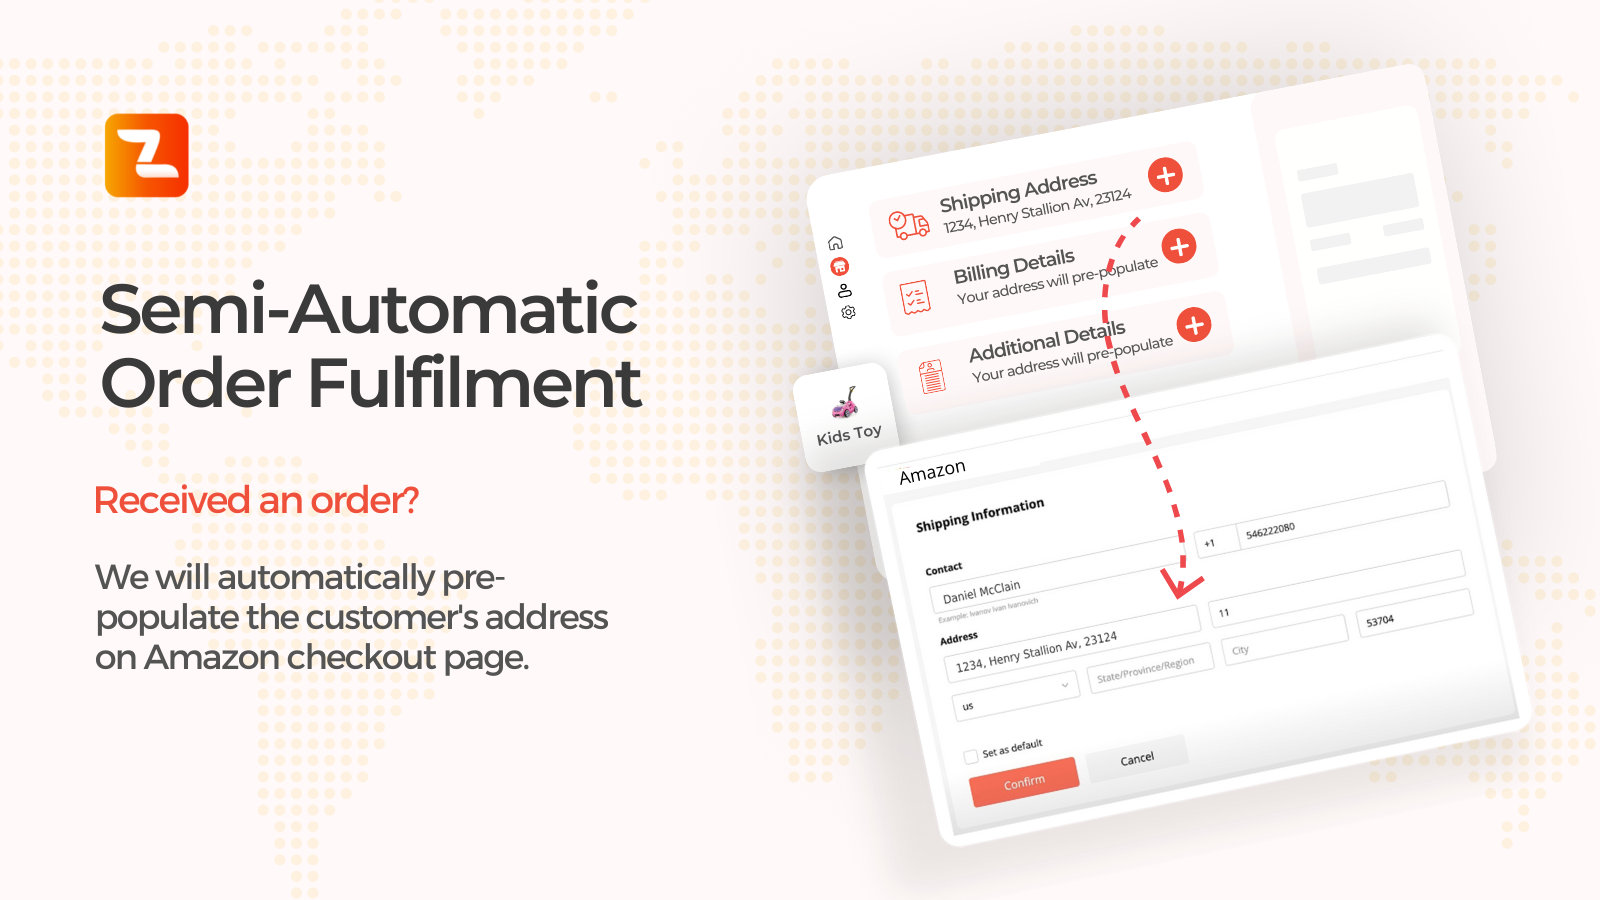 Semi-Automatic
Order Fulfilment
Received an order?
We will automatically pre-
populate the customer's address
on Amazon checkout page.
Shipping Address
1234, Henry Stallion Av, 23124
Billing Details
Your address will pre-populate
Additional Details
Your address will pre-populate
Kids Toy
Amazon
Shipping Information
Contact
Daniel McClain
+1 546222080
Example: Ivanov Ivan Ivanovich
Address
1234, Henry Stallion Av, 23124
11
us
State/Province/Region
City
53704
Set as default
Confirm
Cancel